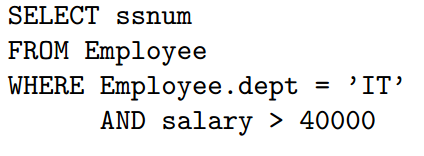 SELECT ssnum
FROM Employee
WHERE Employee.dept = ’IT’
AND salary > 40000